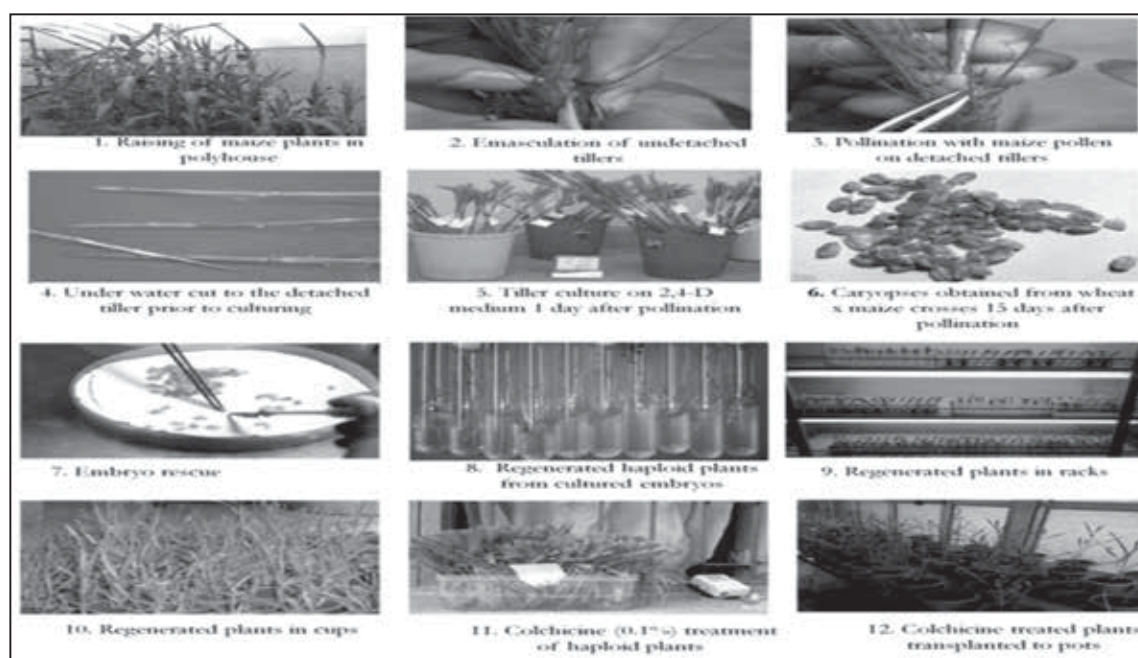 1. Raising of maize plants in
polyhouse
2. Emasculation of undetached
tillers
3. Pollination with maize pollen
on detached tillers
4. Under water cut to the detached
tiller prior to culturing
5. Tiller culture on 2,4-D
medium 1 day after pollination
6. Caryopses obtained from wheat
x maize crosses 15 days after
pollination
7. Embryo rescue
8. Regenerated haploid plants
from cultured embryos
9. Regenerated plants in racks
10. Regenerated plants in cups
11. Colchicine (0.1%) treatment
of haploid plants
12. Colchicine treated plants
transplanted to pots